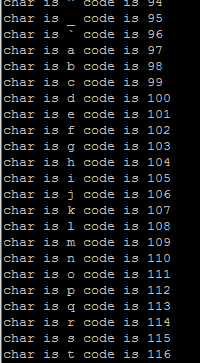 char is ^ code is 94
char is _ code is 95
char is ` code is 96
char is a code is 97
char is b code is 98
char is c code is 99
char is d code is 100
char is e code is 101
char is f code is 102
char is g code is 103
char is h code is 104
char is i code is 105
char is j code is 106
char is k code is 107
char is l code is 108
char is m code is 109
char is n code is 110
char is o code is 111
char is p code is 112
char is q code is 113
char is r code is 114
char is s code is 115
char is t code is 116